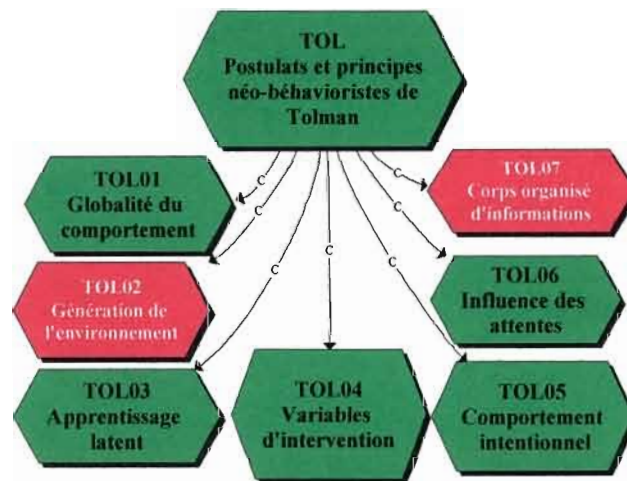 TOL
Postulats et principes
néo-béhavioristes de
Tolman
TOL01
Globalité du
comportement
TOL07
Corps organisé
d'informations
TOL02
Génération de
l'environnement
TOL06
Influence des
attentes
TOL03
Apprentissage
latent
TOL04
Variables
d'intervention
TOL05
Comportement
intentionnel
C
C
C
C
C
C
C